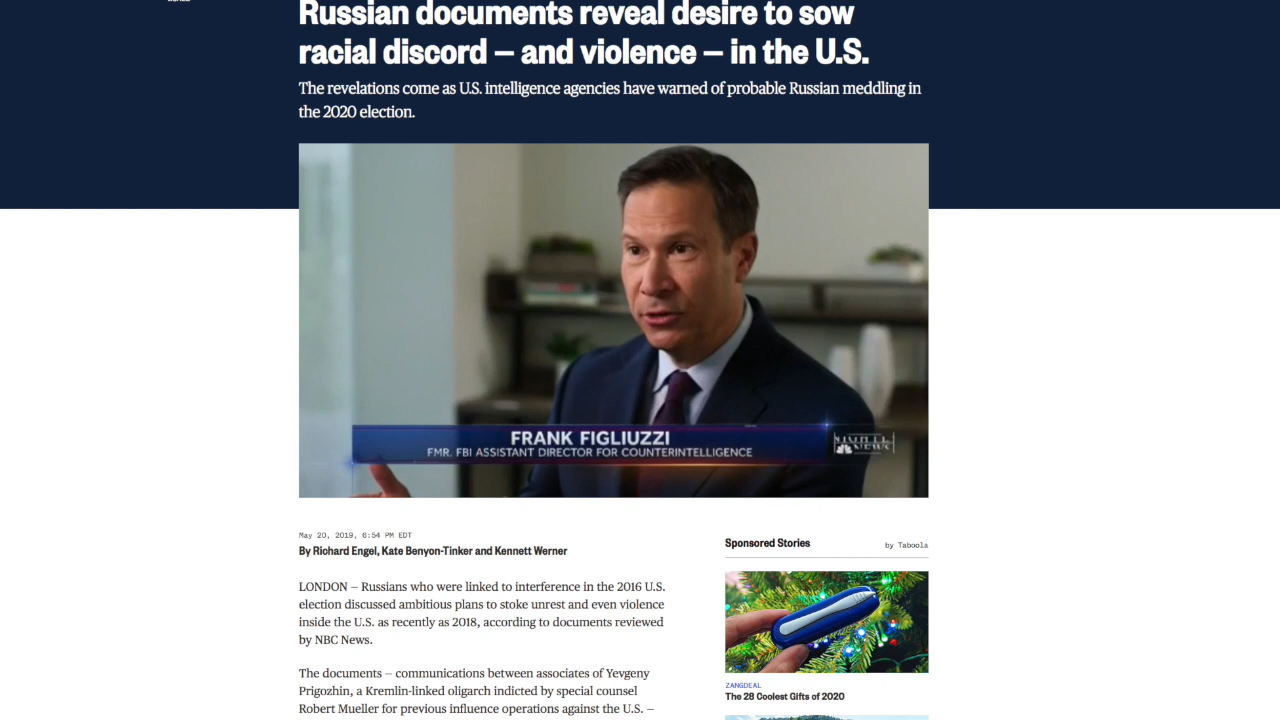 Russian documents reveal desire to sow
racial discord – and violence – in the U.S.
The revelations come as U.S. intelligence agencies have warned of probable Russian meddling in
the 2020 election.
FRANK FIGLIUZZI
FMR. FBI ASSISTANT DIRECTOR FOR COUNTERINTELLIGENCE
NIGHTLY
NEWS
May 20, 2019, 6:54 PM EDT
By Richard Engel, Kate Benyon-Tinker and Kennett Werner
LONDON – Russians who were linked to interference in the 2016 U.S.
election discussed ambitious plans to stoke unrest and even violence
inside the U.S. as recently as 2018, according to documents reviewed
by NBC News.
The documents – communications between associates of Yevgeny
Prigozhin, a Kremlin-linked oligarch indicted by special counsel
Robert Mueller for previous influence operations against the U.S. –
Sponsored Stories
by Taboola
ZANGDEAL
The 28 Coolest Gifts of 2020